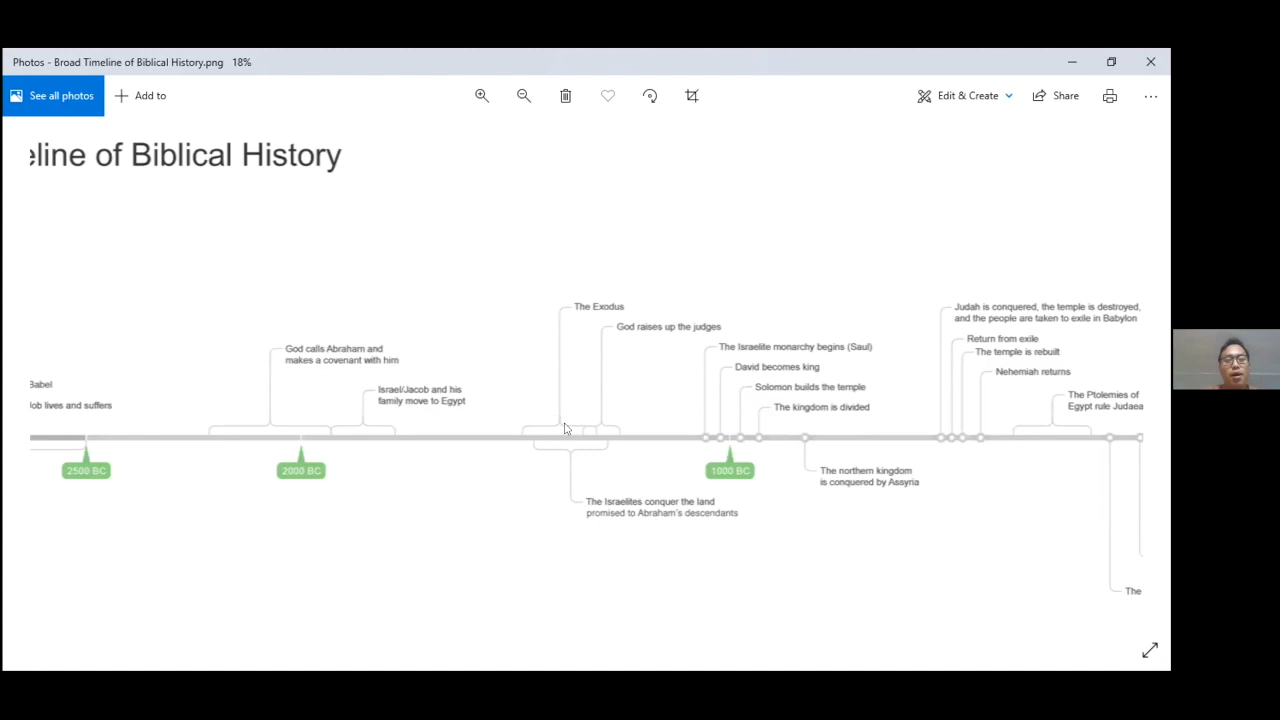 Photos - Broad Timeline of Biblical History.png 18%
See all photos
Add to
Edit & Create
Share
eline of Biblical History
The Exodus
Judah is conquered, the temple is destroyed,
and the people are taken to exile in Babylon
God raises up the judges
Return from exile
God calls Abraham and
makes a covenant with him
The Israelite monarchy begins (Saul)
The temple is rebuilt
David becomes king
Nehemiah returns
Babel
Job lives and suffers
Israel/Jacob and his
family move to Egypt
Solomon builds the temple
The Ptolemies of
Egypt rule Judaea
The kingdom is divided
2500 BC
2000 BC
1000 BC
The northern kingdom
is conquered by Assyria
The Israelites conquer the land
promised to Abraham's descendants
The